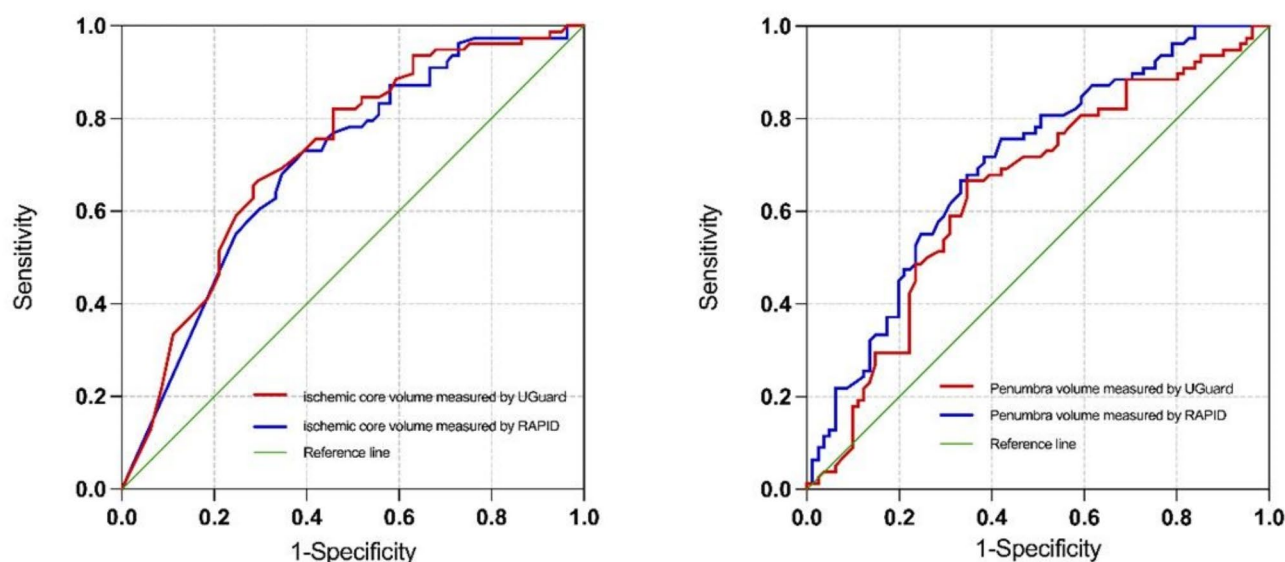 1.0
0.8
0.6
0.4
0.2
0.0
Sensitivity
ischemic core volume measured by UGuard
ischemic core volume measured by RAPID
Reference line
0.0 0.2 0.4 0.6 0.8 1.0
1-Specificity
1.0
0.8
0.6
0.4
0.2
0.0
Sensitivity
Penumbra volume measured by UGuard
Penumbra volume measured by RAPID
Reference line
0.0 0.2 0.4 0.6 0.8 1.0
1-Specificity